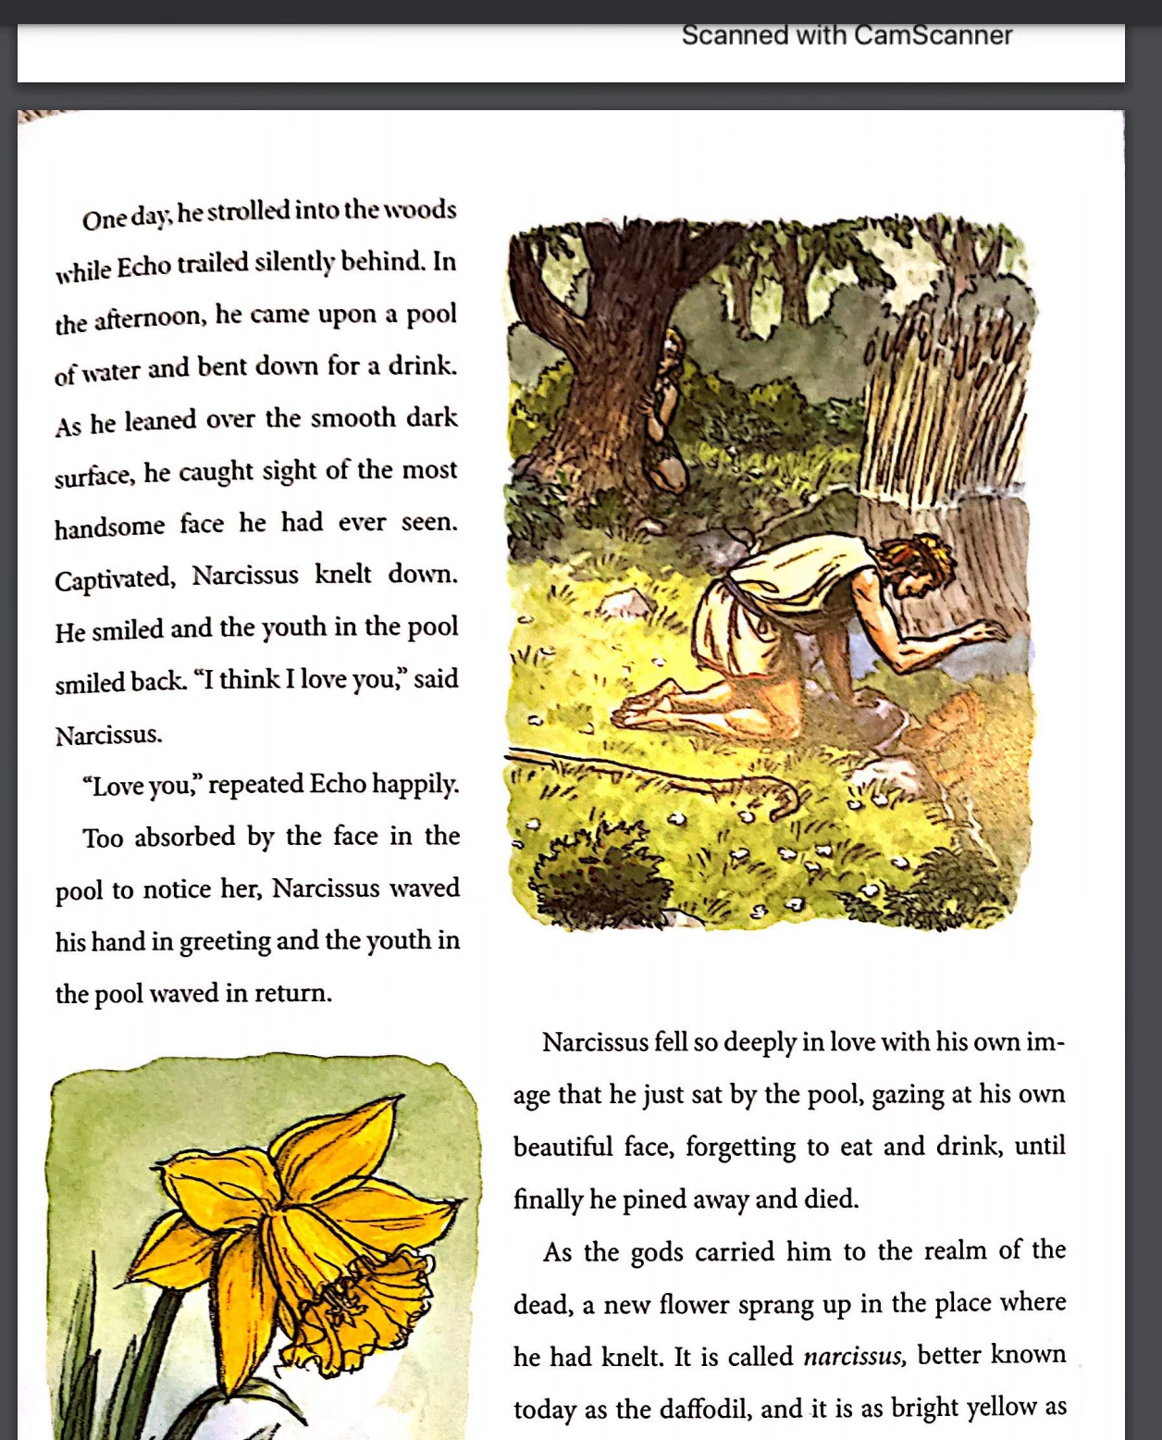 Scanned with CamScanner
One day, he strolled into the woods
while Echo trailed silently behind. In
the afternoon, he came upon a pool
of water and bent down for a drink.
As he leaned over the smooth dark
surface, he caught sight of the most
handsome face he had ever seen.
Captivated, Narcissus knelt down.
He smiled and the youth in the pool
smiled back. “I think I love you,” said
Narcissus.
“Love you,” repeated Echo happily.
Too absorbed by the face in the
pool to notice her, Narcissus waved
his hand in greeting and the youth in
the pool waved in return.
Narcissus fell so deeply in love with his own im-
age that he just sat by the pool, gazing at his own
beautiful face, forgetting to eat and drink, until
finally he pined away and died.
As the gods carried him to the realm of the
dead, a new flower sprang up in the place where
he had knelt. It is called narcissus, better known
today as the daffodil, and it is as bright yellow as